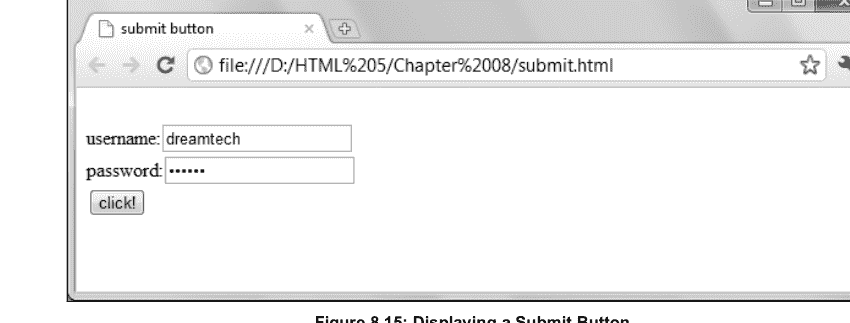 submit button
file:///D:/HTML%205/Chapter%2008/submit.html
username: dreamtech
password: ••••••
click!
Figure 8.15: Displaying a Submit Button